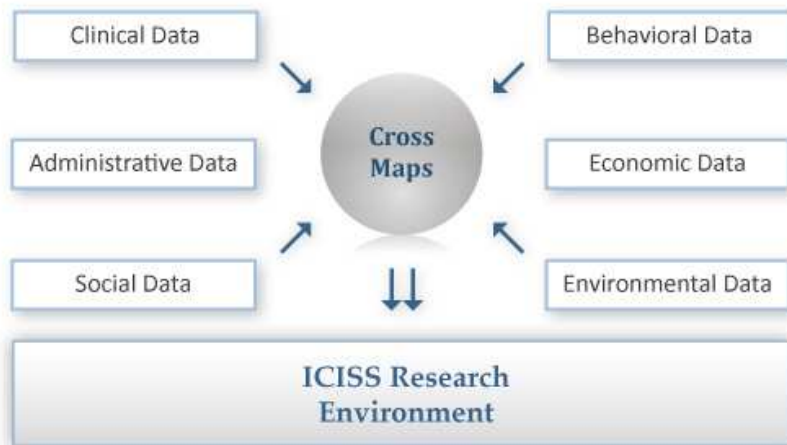 Clinical Data
Behavioral Data
Cross
Maps
Administrative Data
Economic Data
Social Data
Environmental Data
ICISS Research
Environment